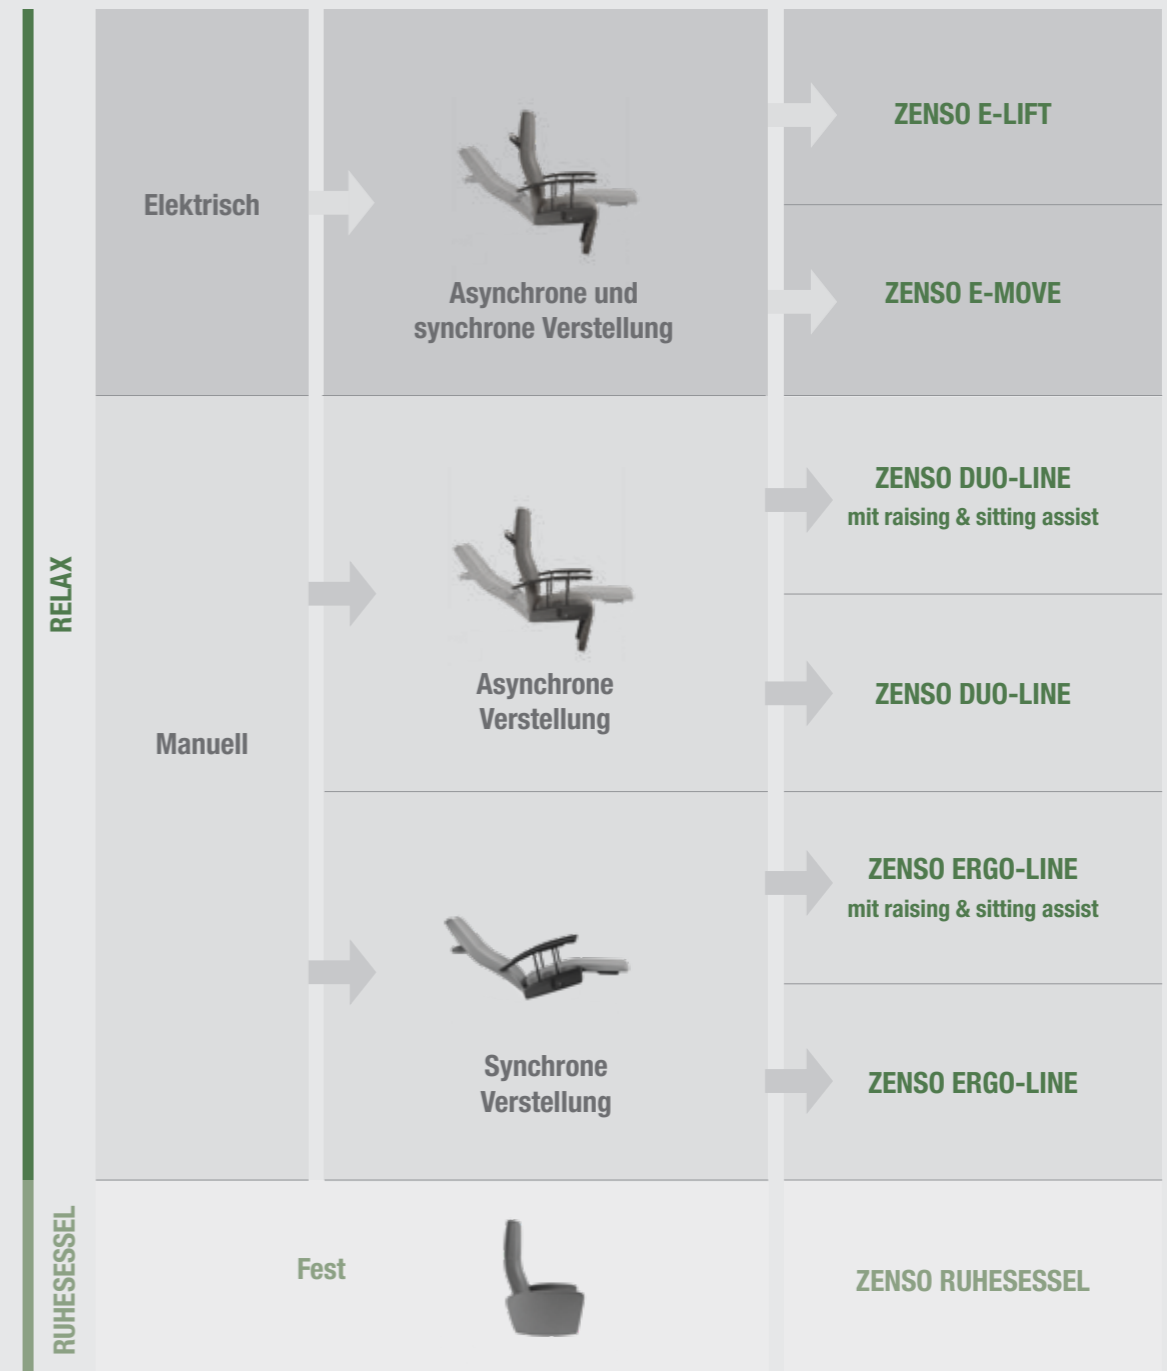 RELAX
Elektrisch
Asynchrone und
synchrone Verstellung
ZENSO E-LIFT
ZENSO E-MOVE
Manuell
Asynchrone
Verstellung
ZENSO DUO-LINE
mit raising & sitting assist
ZENSO DUO-LINE
Synchrone
Verstellung
ZENSO ERGO-LINE
mit raising & sitting assist
ZENSO ERGO-LINE
RUHESESSEL
Fest
ZENSO RUHESESSEL